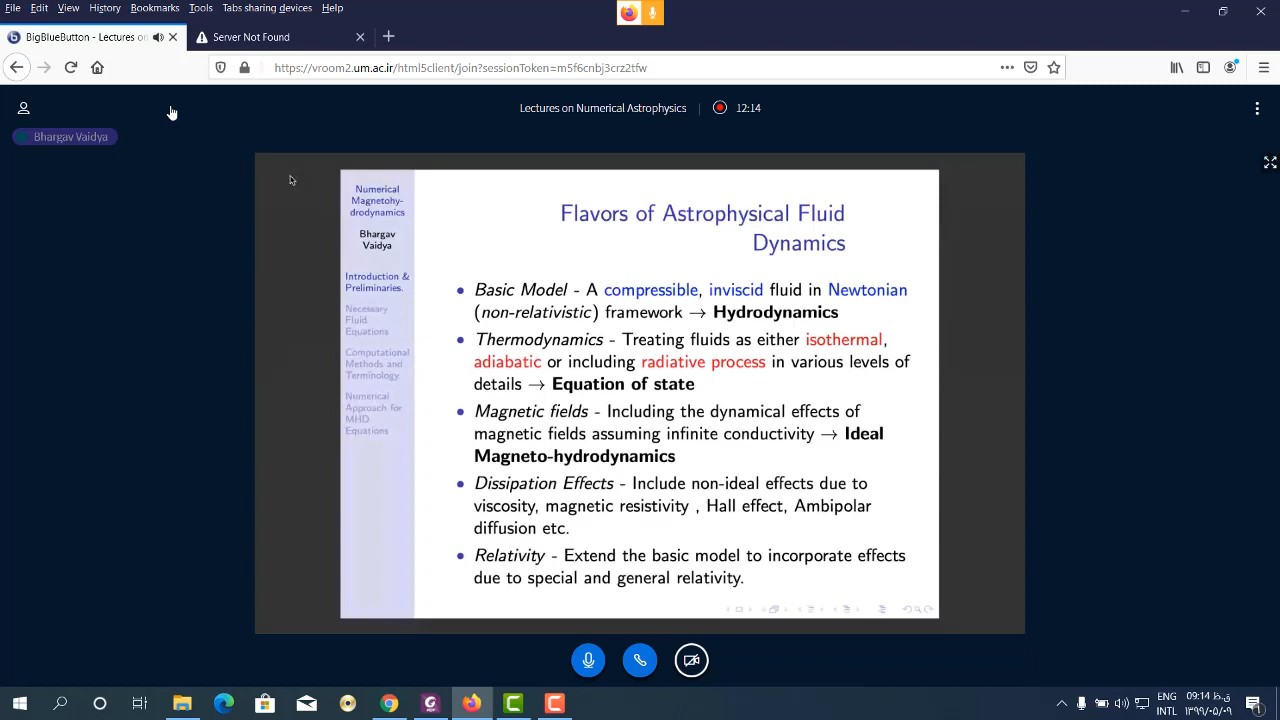 File Edit View History Bookmarks Tools Tab sharing devices Help
BigBlueButton - Lectures on
Server Not Found
https://vroom2.um.ac.ir/html5client/join?sessionToken=m5f6cnbj3crz2tfw
Lectures on Numerical Astrophysics 12:14
Bhargav Vaidya
Numerical
Magnetohy-
drodynamics
Bhargav
Vaidya
Introduction &
Preliminaries.
Necessary
Fluid
Equations
Computational
Methods and
Terminology
Numerical
Approach for
MHD
Equations
Flavors of Astrophysical Fluid
Dynamics
• Basic Model - A compressible, inviscid fluid in Newtonian
(non-relativistic) framework → Hydrodynamics
• Thermodynamics - Treating fluids as either isothermal,
adiabatic or including radiative process in various levels of
details → Equation of state
• Magnetic fields - Including the dynamical effects of
magnetic fields assuming infinite conductivity → Ideal
Magneto-hydrodynamics
• Dissipation Effects - Include non-ideal effects due to
viscosity, magnetic resistivity , Hall effect, Ambipolar
diffusion etc.
• Relativity - Extend the basic model to incorporate effects
due to special and general relativity.
ENG
INTL
09:14 ق.ظ
۱۳۹۹/۰۵/۰۹